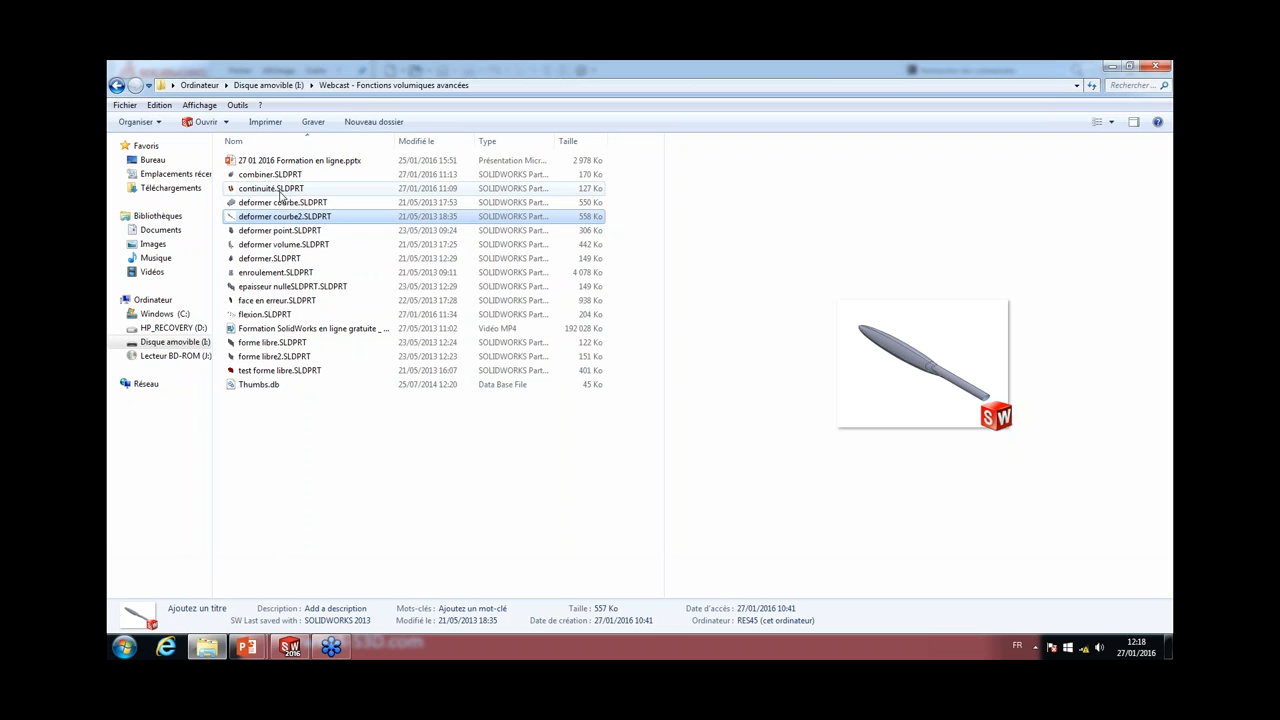 Ordinateur ▸ Disque amovible (I:) ▸ Webcast - Fonctions volumiques avancées
Rechercher...
Fichier Edition Affichage Outils ?
Organiser Ouvrir Imprimer Graver Nouveau dossier
Nom Modifié le Type Taille
Favoris
Bureau
Emplacements récer
Téléchargements
Bibliothèques
Documents
Images
Musique
Vidéos
Ordinateur
Windows (C:)
HP_RECOVERY (D:)
Disque amovible (I:)
Lecteur BD-ROM (J:)
Réseau
27 01 2016 Formation en ligne.pptx 25/01/2016 15:51 Présentation Micr... 2 978 Ko
combiner.SLDPRT 27/01/2016 11:13 SOLIDWORKS Part... 170 Ko
continuité.SLDPRT 27/01/2016 11:09 SOLIDWORKS Part... 127 Ko
deformer courbe.SLDPRT 21/05/2013 17:53 SOLIDWORKS Part... 550 Ko
deformer courbe2.SLDPRT 21/05/2013 18:35 SOLIDWORKS Part... 558 Ko
deformer point.SLDPRT 23/05/2013 09:24 SOLIDWORKS Part... 306 Ko
deformer volume.SLDPRT 21/05/2013 17:25 SOLIDWORKS Part... 442 Ko
deformer.SLDPRT 21/05/2013 12:29 SOLIDWORKS Part... 149 Ko
enroulement.SLDPRT 21/05/2013 09:11 SOLIDWORKS Part... 4 078 Ko
epaisseur nulleSLDPRT.SLDPRT 23/05/2013 12:29 SOLIDWORKS Part... 149 Ko
face en erreur.SLDPRT 22/05/2013 17:28 SOLIDWORKS Part... 938 Ko
flexion.SLDPRT 27/01/2016 11:34 SOLIDWORKS Part... 204 Ko
Formation SolidWorks en ligne gratuite _ ... 27/05/2013 11:02 Vidéo MP4 192 028 Ko
forme libre.SLDPRT 23/05/2013 12:24 SOLIDWORKS Part... 122 Ko
forme libre2.SLDPRT 23/05/2013 12:23 SOLIDWORKS Part... 151 Ko
test forme libre.SLDPRT 21/05/2013 16:07 SOLIDWORKS Part... 401 Ko
Thumbs.db 25/07/2014 12:20 Data Base File 45 Ko
SW
Ajoutez un titre Description : Add a description Mots-clés : Ajoutez un mot-clé Taille : 557 Ko Date d'accès : 27/01/2016 10:41
SW Last saved with : SOLIDWORKS 2013 Modifié le : 21/05/2013 18:35 Date de création : 27/01/2016 10:41 Ordinateur : RES45 (cet ordinateur)
SW 2016
FR
12:18
27/01/2016